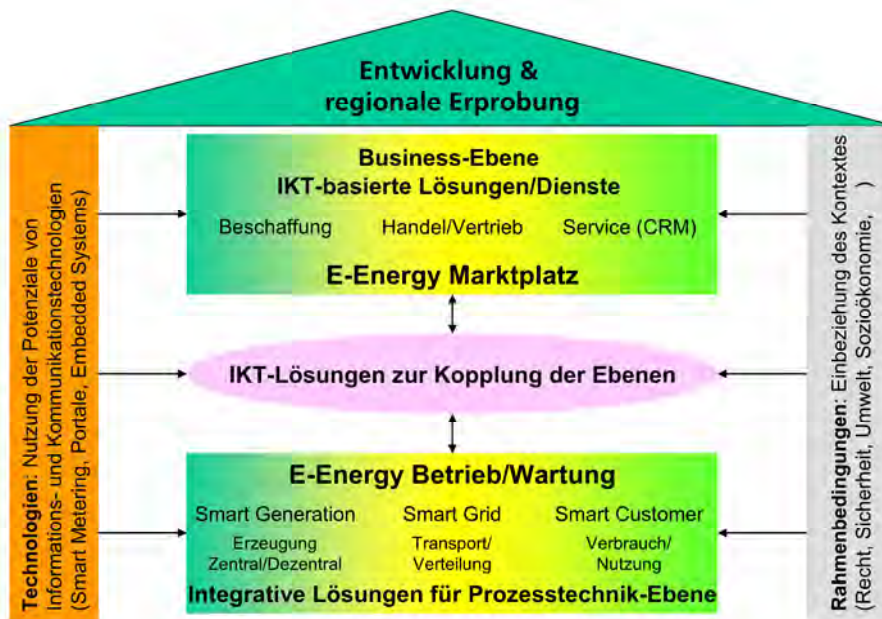 Entwicklung &
regionale Erprobung
Technologien: Nutzung der Potenziale von
Informations- und Kommunikationstechnologien
(Smart Metering, Portale, Embedded Systems)
Business-Ebene
IKT-basierte Lösungen/Dienste
Beschaffung Handel/Vertrieb Service (CRM)
E-Energy Marktplatz
IKT-Lösungen zur Kopplung der Ebenen
E-Energy Betrieb/Wartung
Smart Generation Smart Grid Smart Customer
Erzeugung Transport/ Verbrauch/
Zentral/Dezentral Verteilung Nutzung
Integrative Lösungen für Prozesstechnik-Ebene
Rahmenbedingungen: Einbeziehung des Kontextes
(Recht, Sicherheit, Umwelt, Sozioökonomie, )